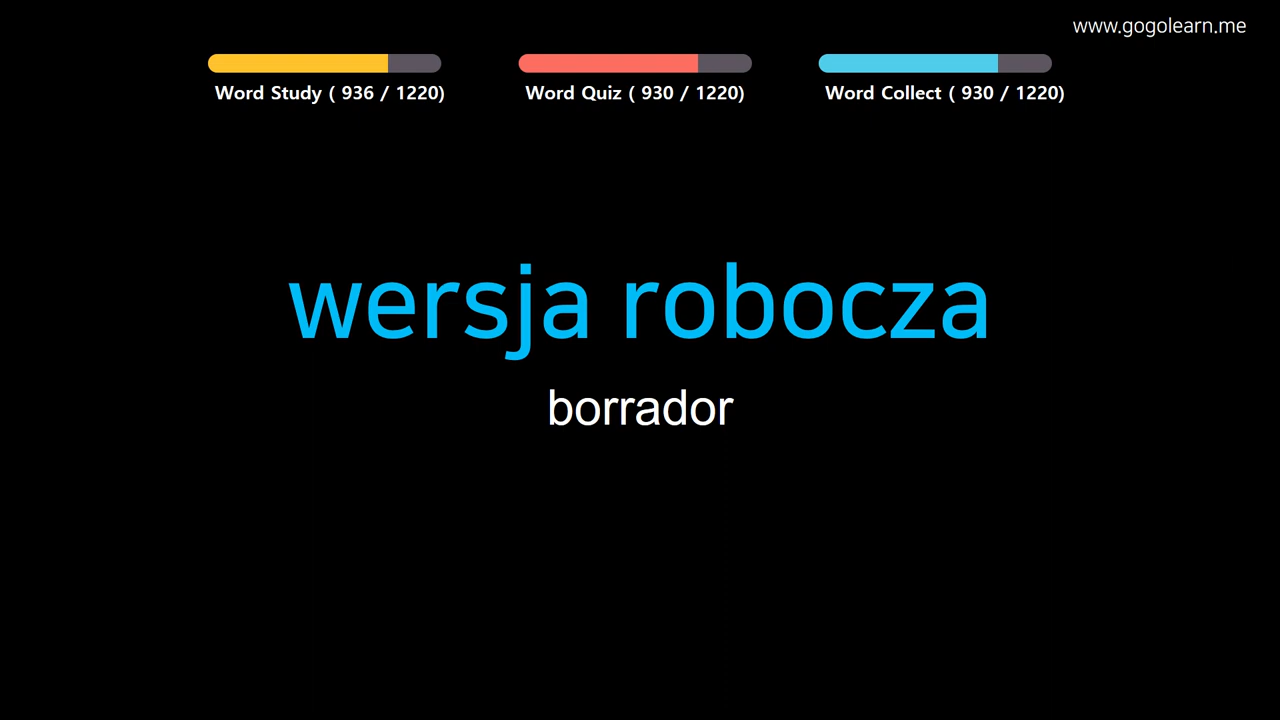 www.gogolearn.me
Word Study ( 936 / 1220)
Word Quiz ( 930 / 1220)
Word Collect ( 930 / 1220)
wersja robocza
borrador